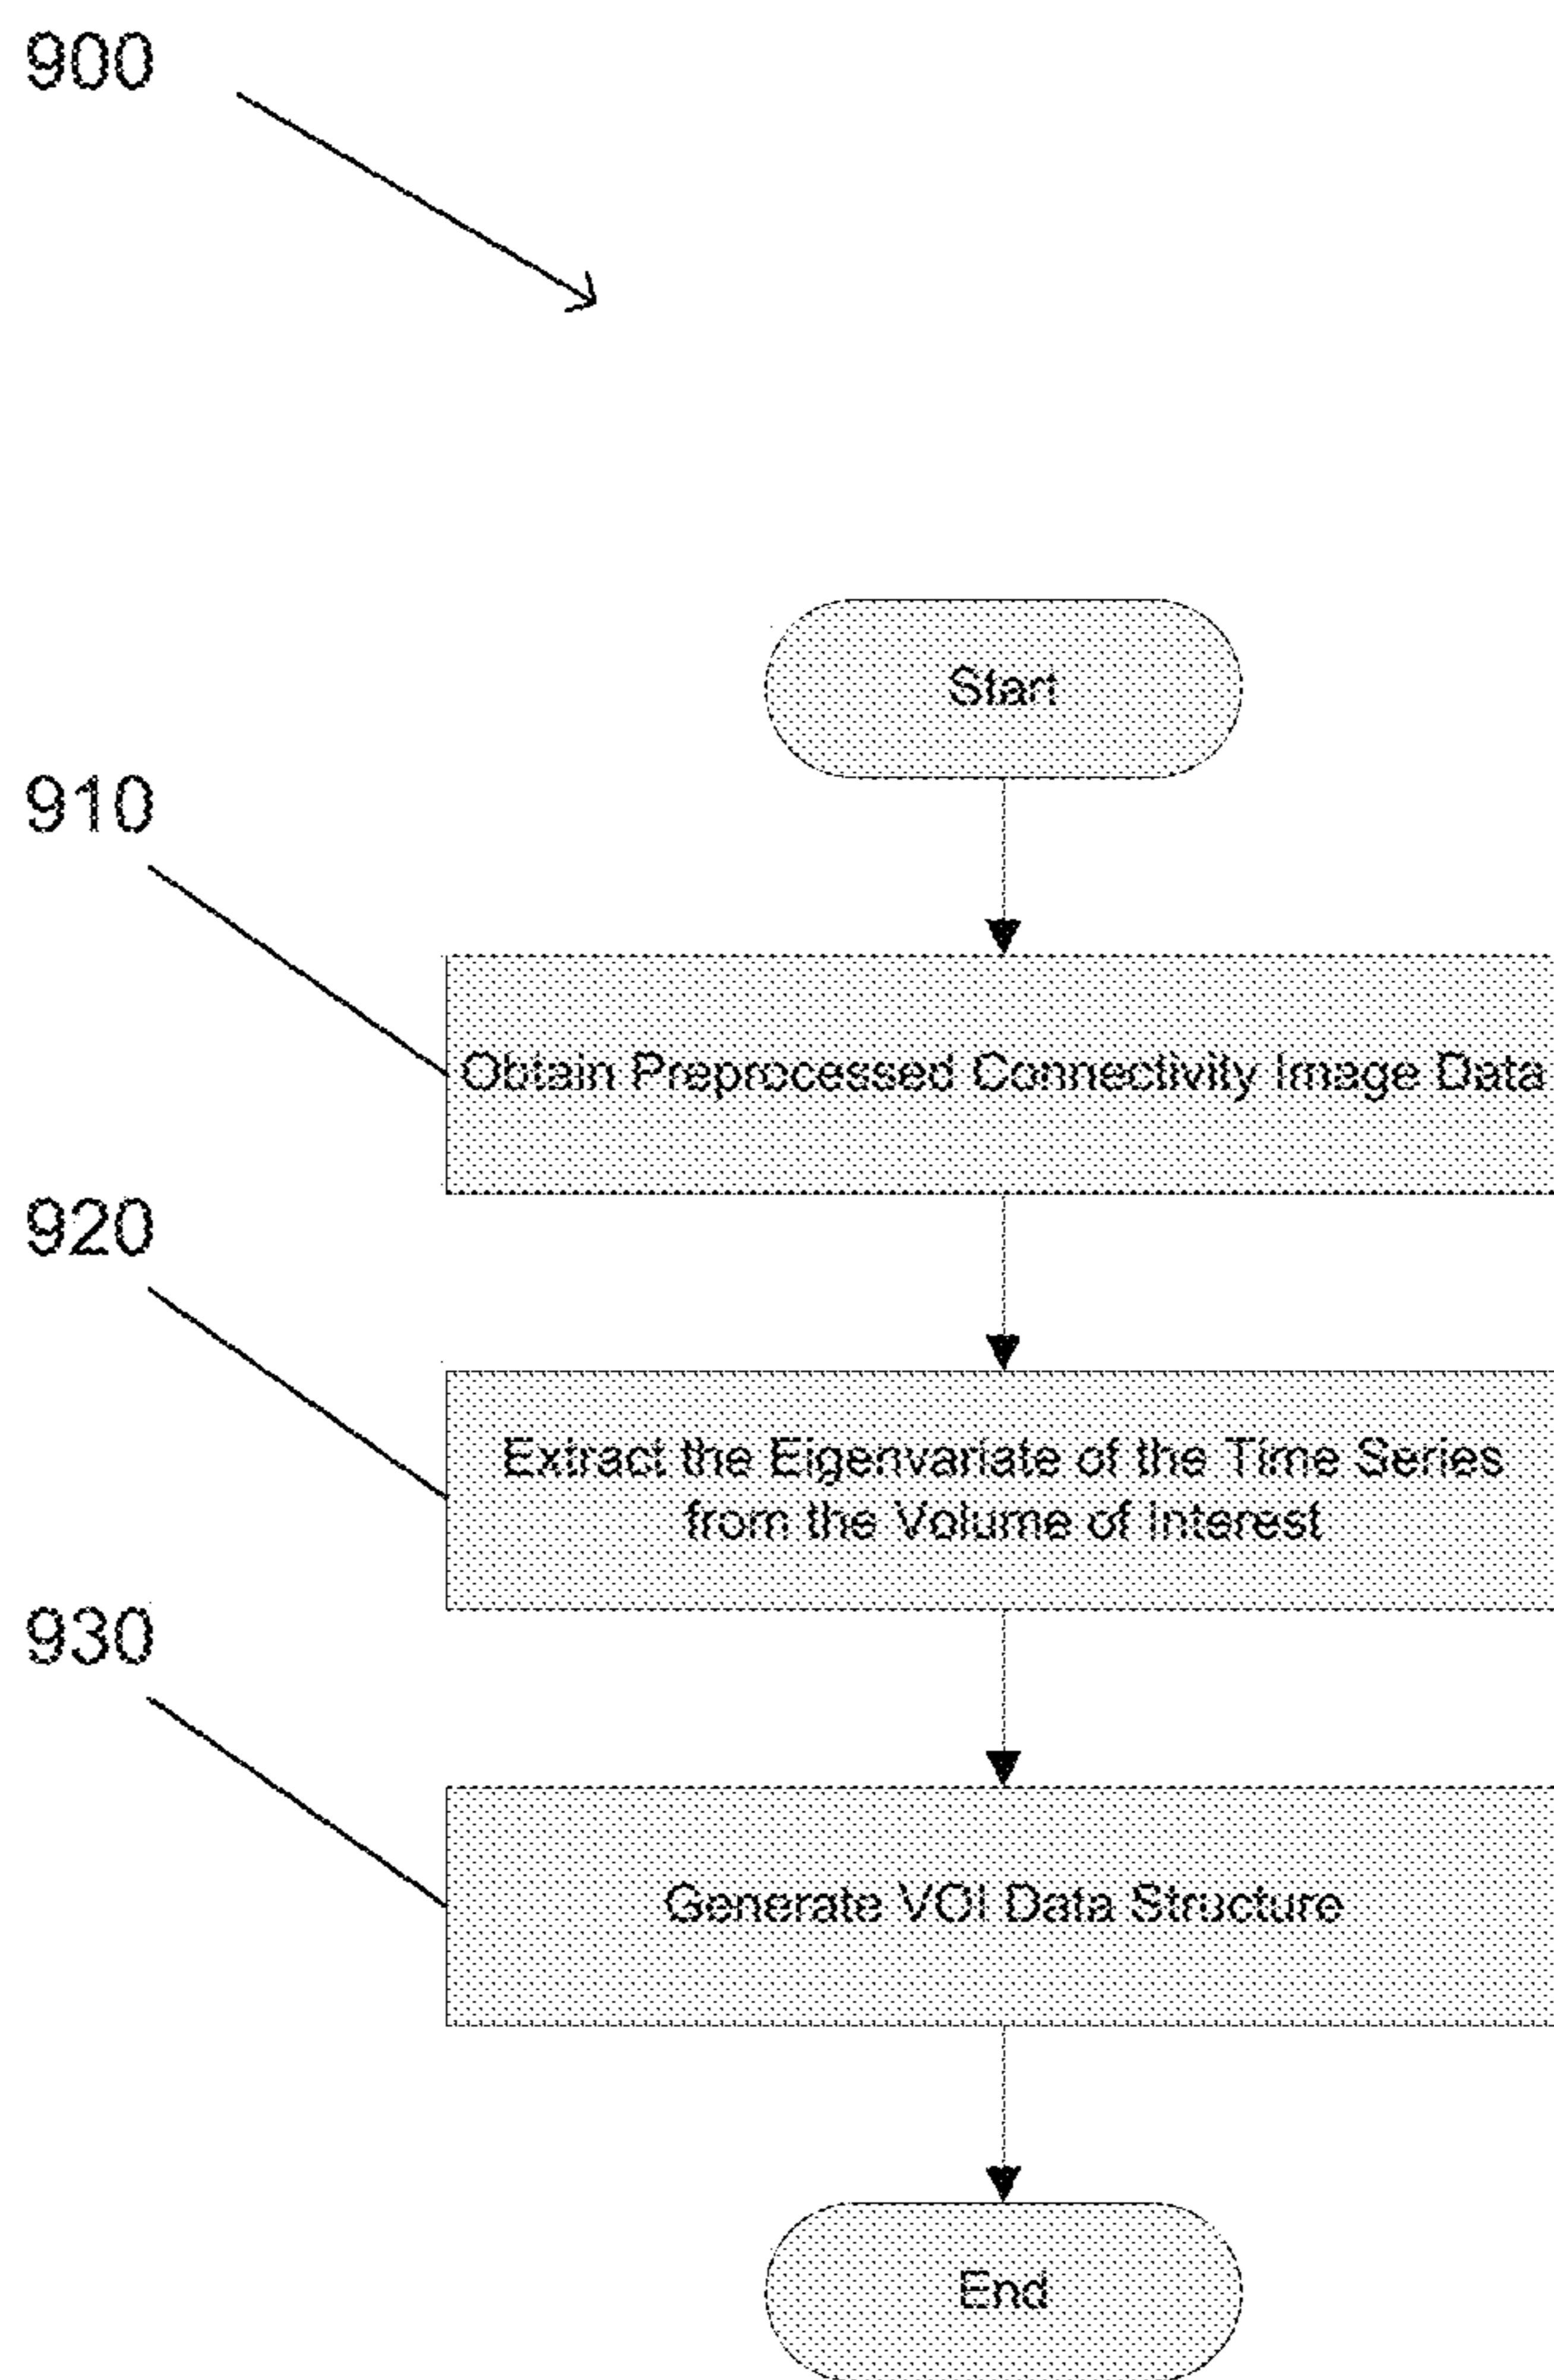 900
Start
910
Obtain Preprocessed Connectivity Image Data
920
Extract the Eigenvariate of the Time Series
from the Volume of Interest
930
Generate VOI Data Structure
End